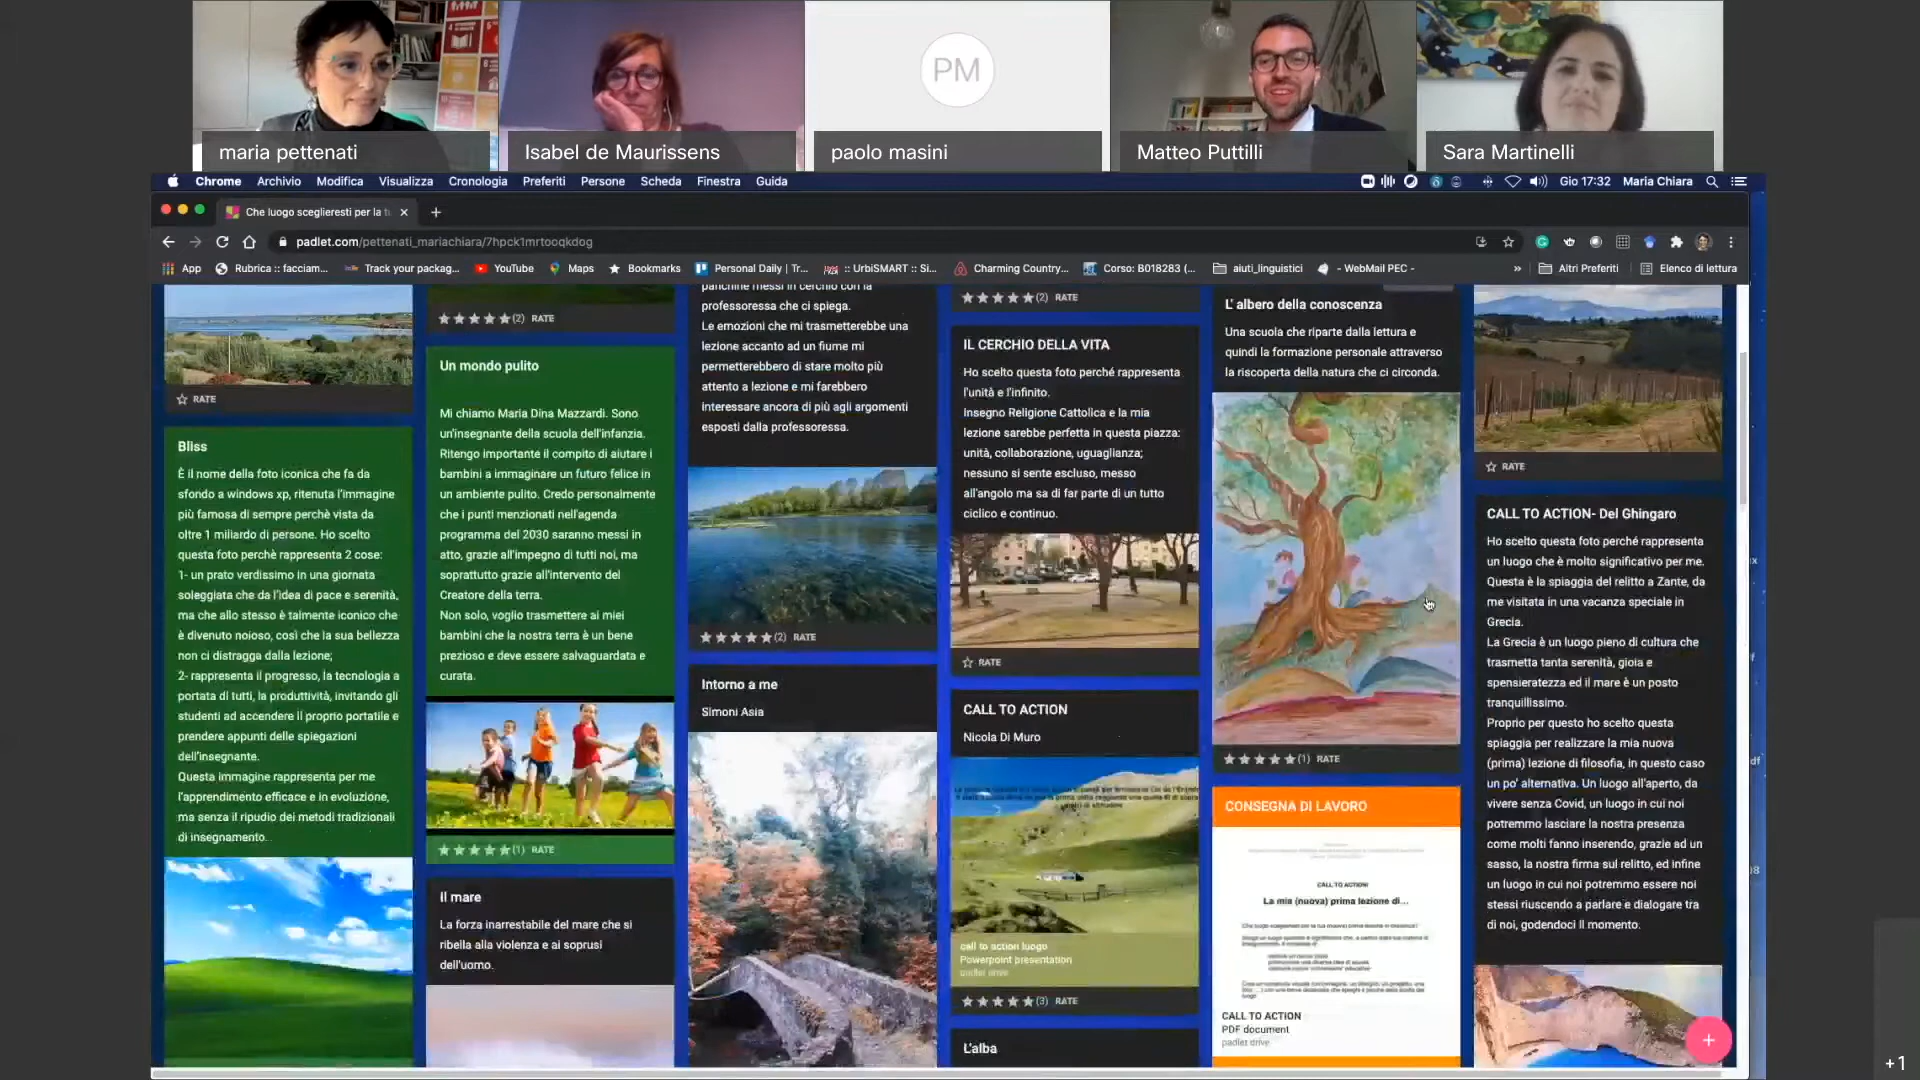 PM
maria pettenati
Isabel de Maurissens
paolo masini
Matteo Puttilli
Sara Martinelli
Chrome Archivio Modifica Visualizza Cronologia Preferiti Persone Scheda Finestra Guida
Gio 17:32 Maria Chiara
Che luogo sceglieresti per la
padlet.com/pettenati_mariachiara/7hpck1mrtooqkdog
App Rubrica :: facciam... Track your packag... YouTube Maps Bookmarks Personal Daily | Tr... :: UrbiSMART :: Si... Charming Country... Corso: B018283 (... aiuti_linguistici - WebMail PEC - » Altri Preferiti Elenco di lettura
RATE
Bliss
È il nome della foto iconica che fa da
sfondo a windows xp, ritenuta l'immagine
più famosa di sempre perchè vista da
oltre 1 miliardo di persone. Ho scelto
questa foto perchè rappresenta 2 cose:
1- un prato verdissimo in una giornata
soleggiata che da l'idea di pace e serenità,
ma che allo stesso è talmente iconico che
è divenuto noioso, così che la sua bellezza
non ci distragga dalla lezione;
2- rappresenta il progresso, la tecnologia a
portata di tutti, la produttività, invitando gli
studenti ad accendere il proprio portatile e
prendere appunti delle spiegazioni
dell'insegnante.
Questa immagine rappresenta per me
l'apprendimento efficace e in evoluzione,
ma senza il ripudio dei metodi tradizionali
di insegnamento.
(2) RATE
Un mondo pulito
Mi chiamo Maria Dina Mazzardi. Sono
un'insegnante della scuola dell'infanzia.
Ritengo importante il compito di aiutare i
bambini a immaginare un futuro felice in
un ambiente pulito. Credo personalmente
che i punti menzionati nell'agenda
programma del 2030 saranno messi in
atto, grazie all'impegno di tutti noi, ma
soprattutto grazie all'intervento del
Creatore della terra.
Non solo, voglio trasmettere ai miei
bambini che la nostra terra è un bene
prezioso e deve essere salvaguardata e
curata.
(1) RATE
Il mare
La forza inarrestabile del mare che si
ribella alla violenza e ai soprusi
dell'uomo.
panchine messi in cerchio con la
professoressa che ci spiega.
Le emozioni che mi trasmetterebbe una
lezione accanto ad un fiume mi
permetterebbero di stare molto più
attento a lezione e mi farebbero
interessare ancora di più agli argomenti
esposti dalla professoressa.
(2) RATE
Intorno a me
Simoni Asia
(2) RATE
IL CERCHIO DELLA VITA
Ho scelto questa foto perché rappresenta
l'unità e l'infinito.
Insegno Religione Cattolica e la mia
lezione sarebbe perfetta in questa piazza:
unità, collaborazione, uguaglianza;
nessuno si sente escluso, messo
all'angolo ma sa di far parte di un tutto
ciclico e continuo.
RATE
CALL TO ACTION
Nicola Di Muro
call to action luogo
Powerpoint presentation
padlet drive
(3) RATE
L'alba
L' albero della conoscenza
Una scuola che riparte dalla lettura e
quindi la formazione personale attraverso
la riscoperta della natura che ci circonda.
(1) RATE
CONSEGNA DI LAVORO
CALL TO ACTION!
La mia (nuova) prima lezione di...
CALL TO ACTION
PDF document
padlet drive
RATE
CALL TO ACTION- Del Ghingaro
Ho scelto questa foto perché rappresenta
un luogo che è molto significativo per me.
Questa è la spiaggia del relitto a Zante, da
me visitata in una vacanza speciale in
Grecia.
La Grecia è un luogo pieno di cultura che
trasmetta tanta serenità, gioia e
spensieratezza ed il mare è un posto
tranquillissimo.
Proprio per questo ho scelto questa
spiaggia per realizzare la mia nuova
(prima) lezione di filosofia, in questo caso
un po' alternativa. Un luogo all'aperto, da
vivere senza Covid, un luogo in cui noi
potremmo lasciare la nostra presenza
come molti fanno inserendo, grazie ad un
sasso, la nostra firma sul relitto, ed infine
un luogo in cui noi potremmo essere noi
stessi riuscendo a parlare e dialogare tra
di noi, godendoci il momento.
+1